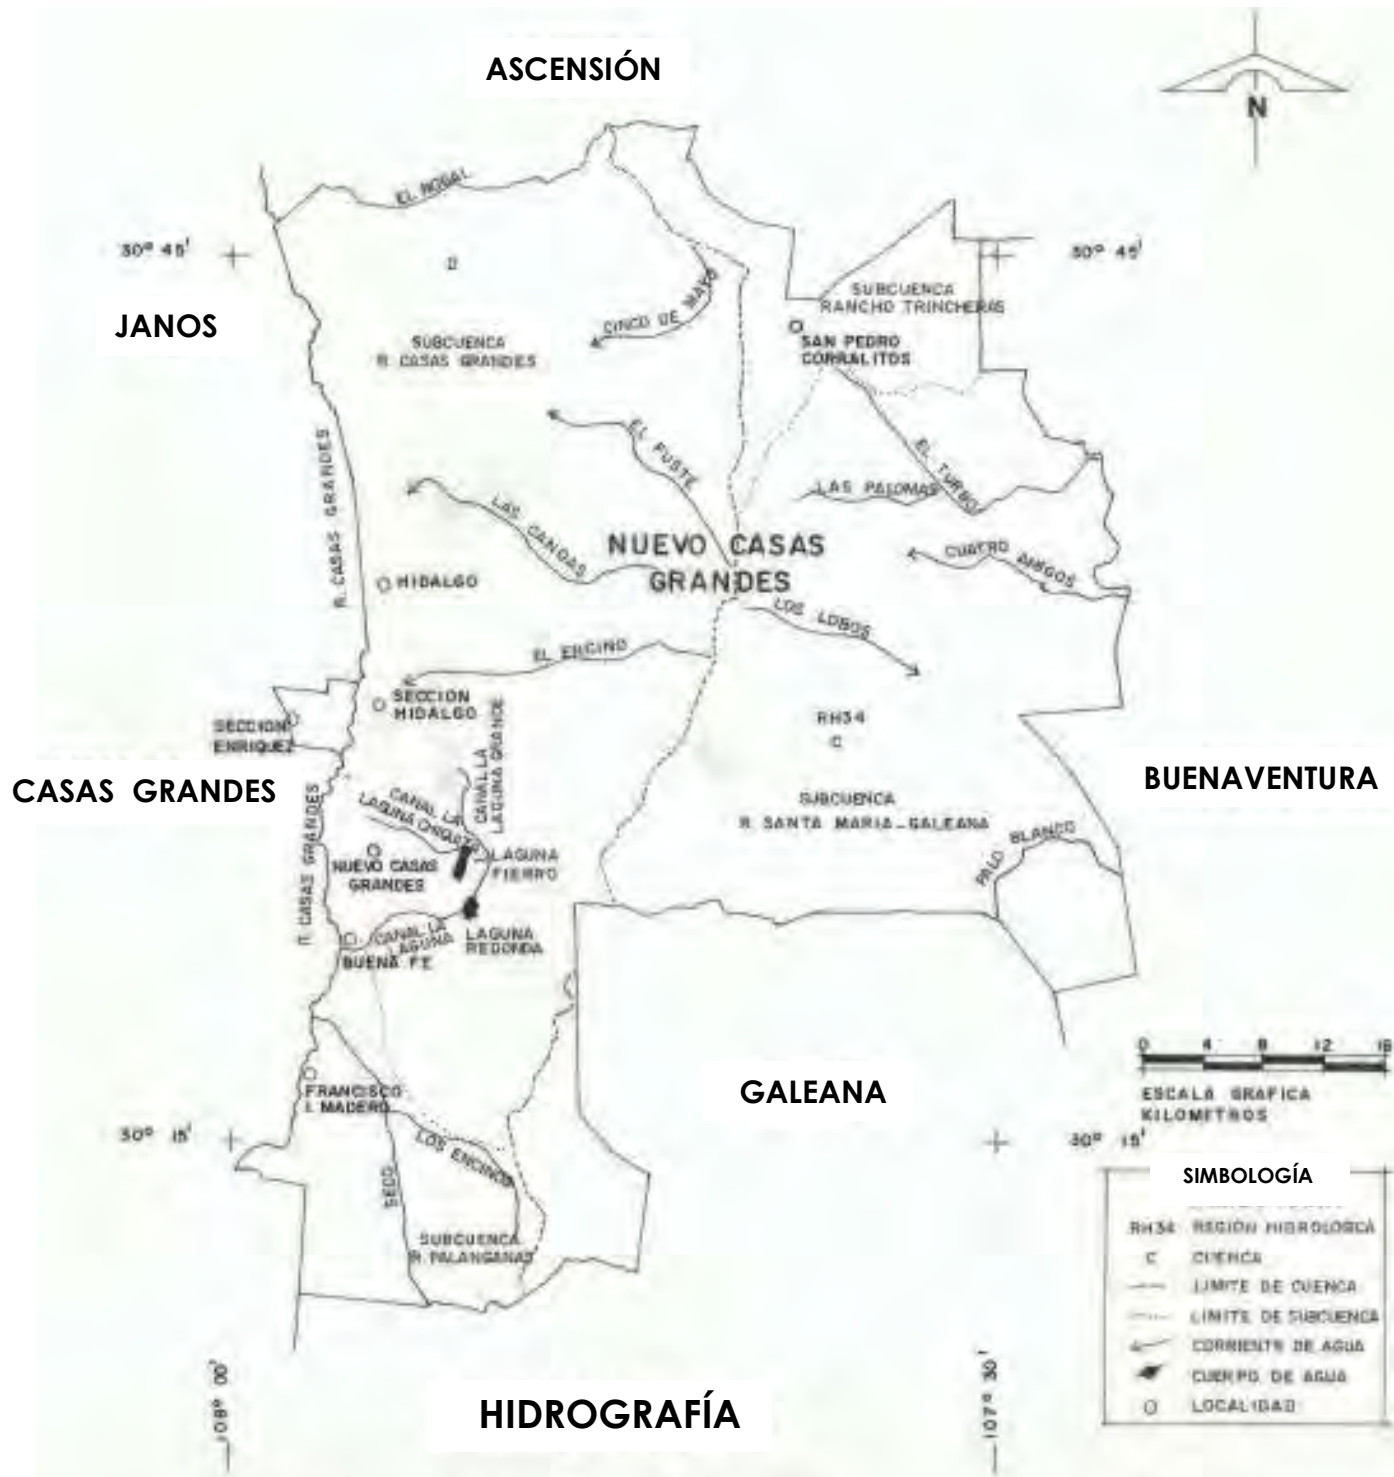 ASCENSIÓN
N
EL NOGAL
30° 45'
30° 45'
D
CINCO DE MAYO
SUBCUENCA
RANCHO TRINCHERAS
JANOS
SUBCUENCA
R. CASAS GRANDES
SAN PEDRO
CORRALITOS
EL FUSTE
EL TURBO
LAS PALOMAS
R. CASAS GRANDES
LAS CANOAS
NUEVO CASAS
GRANDES
CUATRO AMIGOS
HIDALGO
LOS LOBOS
EL ENCINO
SECCION
HIDALGO
SECCION
ENRIQUEZ
RH34
C
CANAL LA
LAGUNA GRANDE
CASAS GRANDES
BUENAVENTURA
CANAL LA
LAGUNA CHIQUITA
SUBCUENCA
R. SANTA MARIA-GALEANA
PALO BLANCO
R. CASAS GRANDES
NUEVO CASAS
GRANDES
LAGUNA
FIERRO
CANAL LA
LAGUNA
LAGUNA
REDONDA
BUENA FE
0 4 8 12 16
ESCALA GRAFICA
KILOMETROS
GALEANA
FRANCISCO
I. MADERO
30° 15'
30° 15'
LOS ENCINOS
SECO
SUBCUENCA
R. PALANGANAS
SIMBOLOGÍA
RH34 REGION HIDROLOGICA
C CUENCA
LIMITE DE CUENCA
LIMITE DE SUBCUENCA
CORRIENTE DE AGUA
CUERPO DE AGUA
LOCALIDAD
108° 00'
107° 30'
HIDROGRAFÍA